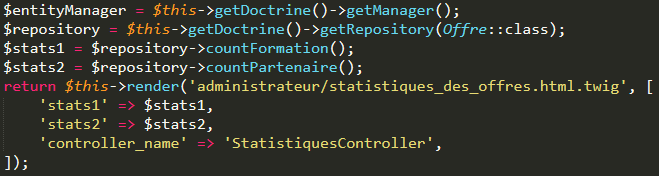 $entityManager = $this->getDoctrine()->getManager();
$repository = $this->getDoctrine()->getRepository(Offre::class);
$stats1 = $repository->countFormation();
$stats2 = $repository->countPartenaire();
return $this->render('administrateur/statistiques_des_offres.html.twig', [
    'stats1' => $stats1,
    'stats2' => $stats2,
    'controller_name' => 'StatistiquesController',
]);